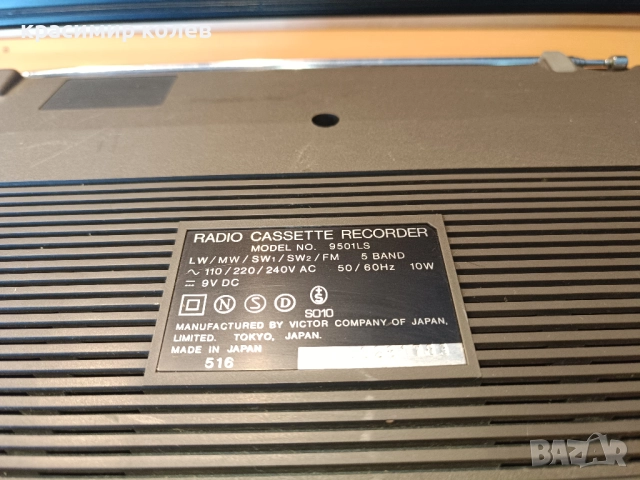 красимир колев
RADIO CASSETTE RECORDER
MODEL NO. 9501LS
LW/MW/SW1/SW2/FM 5 BAND
~ 110/220/240V AC 50/60Hz 10W
⎓ 9V DC
N S D S
S010
MANUFACTURED BY VICTOR COMPANY OF JAPAN,
LIMITED. TOKYO, JAPAN.
MADE IN JAPAN
516
BAZAR